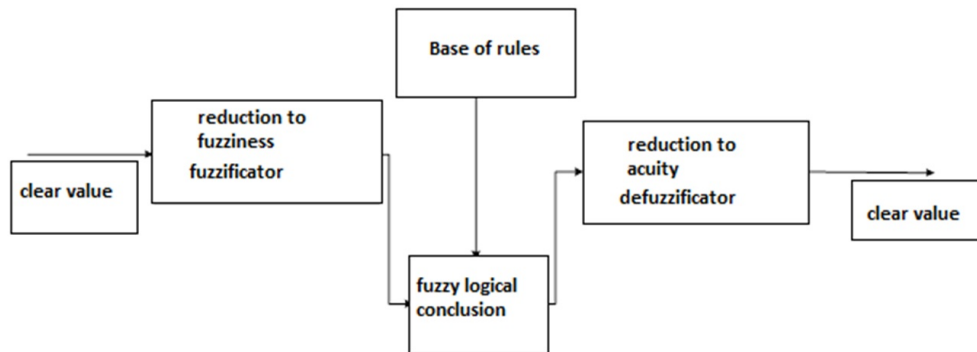 Base of rules
reduction to
fuzziness
fuzzificator
clear value
fuzzy logical
conclusion
reduction to
acuity
defuzzificator
clear value